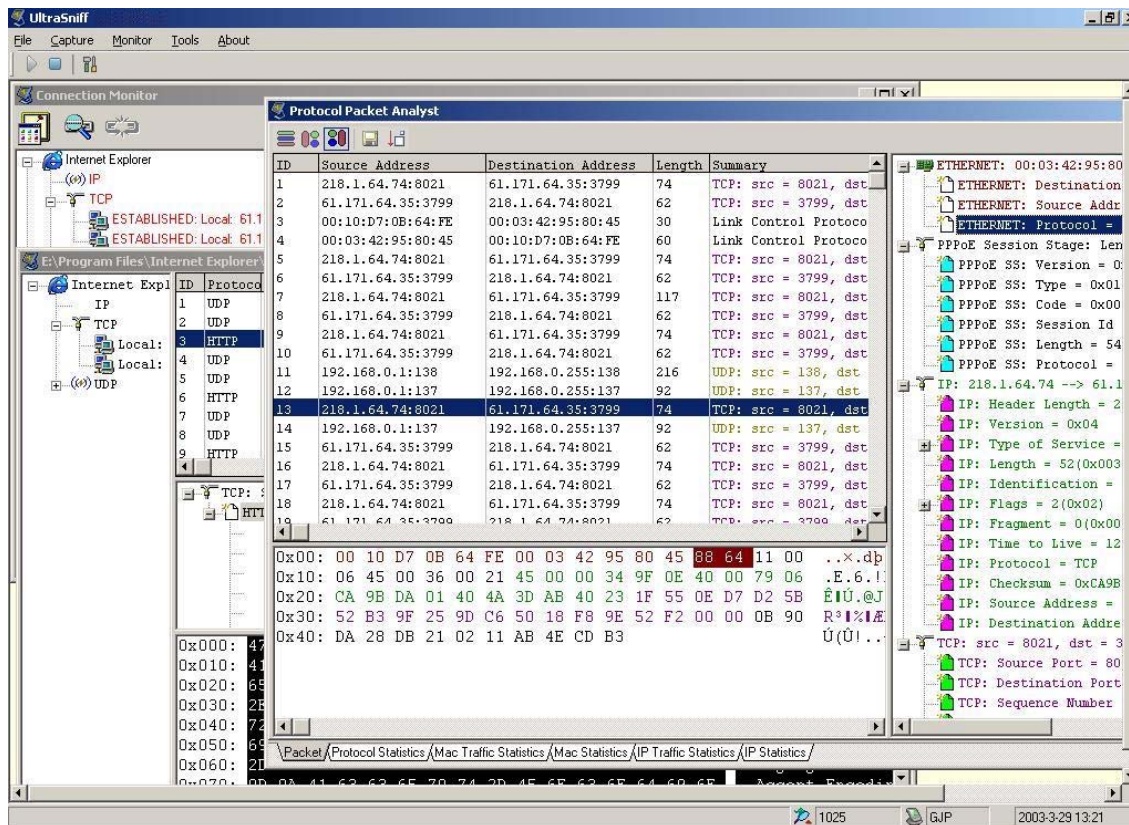 UltraSniff
File Capture Monitor Tools About
Connection Monitor
Internet Explorer
IP
TCP
ESTABLISHED: Local: 61.1
ESTABLISHED: Local: 61.1
E:\Program Files\Internet Explorer\
Internet Expl
IP
TCP
Local:
Local:
UDP
ID Protoco
1 UDP
2 UDP
3 HTTP
4 UDP
5 UDP
6 HTTP
7 UDP
8 UDP
9 HTTP
TCP: S
HTT
0x000: 47
0x010: 41
0x020: 65
0x030: 2E
0x040: 72
0x050: 69
0x060: 2D
Protocol Packet Analyst
ID Source Address Destination Address Length Summary
1 218.1.64.74:8021 61.171.64.35:3799 74 TCP: src = 8021, dst
2 61.171.64.35:3799 218.1.64.74:8021 62 TCP: src = 3799, dst
3 00:10:D7:0B:64:FE 00:03:42:95:80:45 30 Link Control Protoco
4 00:03:42:95:80:45 00:10:D7:0B:64:FE 60 Link Control Protoco
5 218.1.64.74:8021 61.171.64.35:3799 74 TCP: src = 8021, dst
6 61.171.64.35:3799 218.1.64.74:8021 62 TCP: src = 3799, dst
7 218.1.64.74:8021 61.171.64.35:3799 117 TCP: src = 8021, dst
8 61.171.64.35:3799 218.1.64.74:8021 62 TCP: src = 3799, dst
9 218.1.64.74:8021 61.171.64.35:3799 74 TCP: src = 8021, dst
10 61.171.64.35:3799 218.1.64.74:8021 62 TCP: src = 3799, dst
11 192.168.0.1:138 192.168.0.255:138 216 UDP: src = 138, dst
12 192.168.0.1:137 192.168.0.255:137 92 UDP: src = 137, dst
13 218.1.64.74:8021 61.171.64.35:3799 74 TCP: src = 8021, dst
14 192.168.0.1:137 192.168.0.255:137 92 UDP: src = 137, dst
15 61.171.64.35:3799 218.1.64.74:8021 62 TCP: src = 3799, dst
16 218.1.64.74:8021 61.171.64.35:3799 74 TCP: src = 8021, dst
17 61.171.64.35:3799 218.1.64.74:8021 62 TCP: src = 3799, dst
18 218.1.64.74:8021 61.171.64.35:3799 74 TCP: src = 8021, dst
19 61.171.64.35:3799 218.1.64.74:8021 62 TCP: src = 3799, dst
0x00: 00 10 D7 0B 64 FE 00 03 42 95 80 45 88 64 11 00 ..×.dþ
0x10: 06 45 00 36 00 21 45 00 00 34 9F 0E 40 00 79 06 .E.6.!
0x20: CA 9B DA 01 40 4A 3D AB 40 23 1F 55 0E D7 D2 5B
0x30: 52 B3 9F 25 9D C6 50 18 F8 9E 52 F2 00 00 0B 90
0x40: DA 28 DB 21 02 11 AB 4E CD B3 Ú(Û!..
Packet Protocol Statistics Mac Traffic Statistics Mac Statistics IP Traffic Statistics IP Statistics
ETHERNET: 00:03:42:95:80
ETHERNET: Destination
ETHERNET: Source Addr
ETHERNET: Protocol =
PPPoE Session Stage: Len
PPPoE SS: Version = 0
PPPoE SS: Type = 0x01
PPPoE SS: Code = 0x00
PPPoE SS: Session Id
PPPoE SS: Length = 54
PPPoE SS: Protocol =
IP: 218.1.64.74 --> 61.1
IP: Header Length = 2
IP: Version = 0x04
IP: Type of Service =
IP: Length = 52(0x003
IP: Identification =
IP: Flags = 2(0x02)
IP: Fragment = 0(0x00
IP: Time to Live = 12
IP: Protocol = TCP
IP: Checksum = 0xCA9B
IP: Source Address =
IP: Destination Addre
TCP: src = 8021, dst = 3
TCP: Source Port = 80
TCP: Destination Port
TCP: Sequence Number
1025 GJP 2003-3-29 13:21